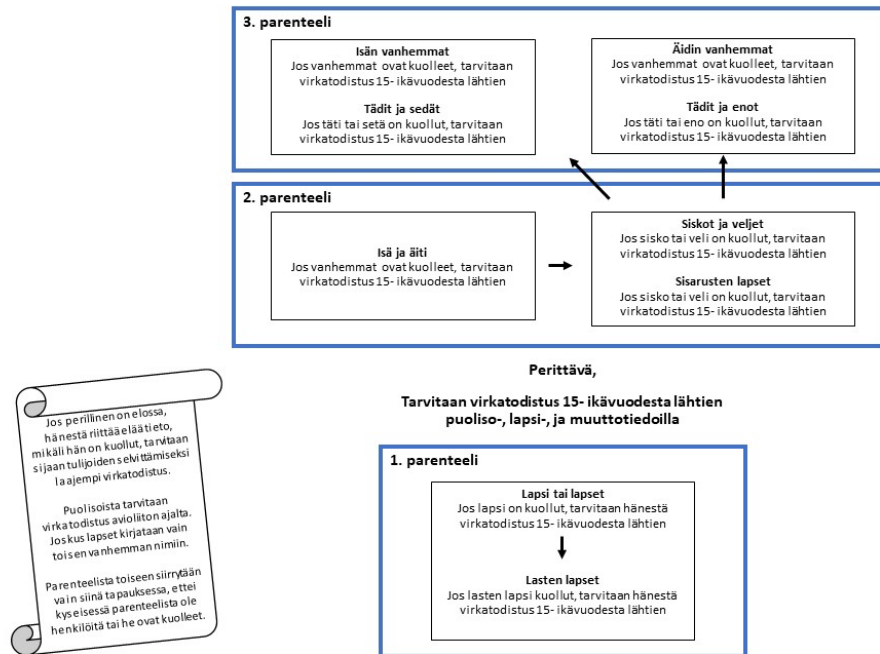 3. parenteeli
Isän vanhemmat
Jos vanhemmat ovat kuolleet, tarvitaan
virkatodistus 15- ikävuodesta lähtien
Tädit ja sedät
Jos täti tai setä on kuollut, tarvitaan
virkatodistus 15- ikävuodesta lähtien
Äidin vanhemmat
Jos vanhemmat ovat kuolleet, tarvitaan
virkatodistus 15- ikävuodesta lähtien
Tädit ja enot
Jos täti tai eno on kuollut, tarvitaan
virkatodistus 15- ikävuodesta lähtien
2. parenteeli
Isä ja äiti
Jos vanhemmat ovat kuolleet, tarvitaan
virkatodistus 15- ikävuodesta lähtien
Siskot ja veljet
Jos sisko tai veli on kuollut, tarvitaan
virkatodistus 15- ikävuodesta lähtien
Sisarusten lapset
Jos sisko tai veli on kuollut, tarvitaan
virkatodistus 15- ikävuodesta lähtien
Perittävä,
Tarvitaan virkatodistus 15- ikävuodesta lähtien
puoliso-, lapsi-, ja muuttotiedoilla
1. parenteeli
Lapsi tai lapset
Jos lapsi on kuollut, tarvitaan hänestä
virkatodistus 15- ikävuodesta lähtien
Lasten lapset
Jos lasten lapsi kuollut, tarvitaan hänestä
virkatodistus 15- ikävuodesta lähtien
Jos perillinen on elossa,
hänestä riittää elää tieto,
mikäli hän on kuollut, tarvitaan
sijaan tulijoiden selvittämiseksi
laajempi virkatodistus.
Puolisoista tarvitaan
virkatodistus avioliiton ajalta.
Joskus lapset kirjataan vain
toisen vanhemman nimiin.
Parenteelista toiseen siirrytään
vain siinä tapauksessa, ettei
kyseisessä parenteelista ole
henkilöitä tai he ovat kuolleet.